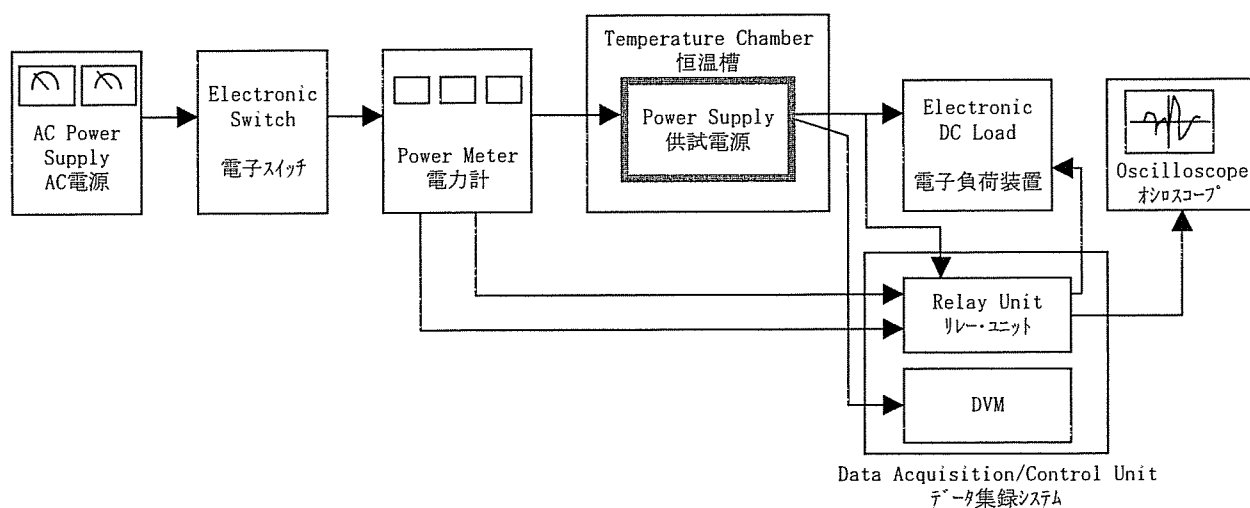 AC Power
Supply
AC電源
Electronic
Switch
電子スイッチ
Power Meter
電力計
Temperature Chamber
恒温槽
Power Supply
供試電源
Electronic
DC Load
電子負荷装置
Oscilloscope
オシロスコープ
Relay Unit
リレー・ユニット
DVM
Data Acquisition/Control Unit
データ集録システム